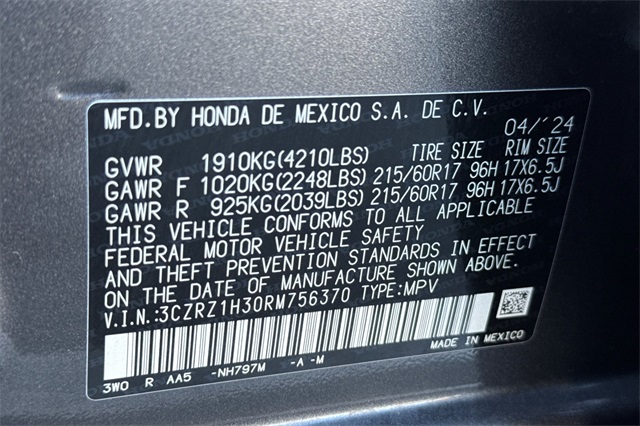 MFD.BY HONDA DE MEXICO S.A. DE C.V.
04/'24
GVWR 1910KG(4210LBS) TIRE SIZE RIM SIZE
GAWR F 1020KG(2248LBS) 215/60R17 96H 17X6.5J
GAWR R 925KG(2039LBS) 215/60R17 96H 17X6.5J
THIS VEHICLE CONFORMS TO ALL APPLICABLE
FEDERAL MOTOR VEHICLE SAFETY
AND THEFT PREVENTION STANDARDS IN EFFECT
ON THE DATE OF MANUFACTURE SHOWN ABOVE.
V.I.N.:3CZRZ1H30RM756370 TYPE:MPV
MADE IN MEXICO
3W0 R AA5 -NH797M -A -M